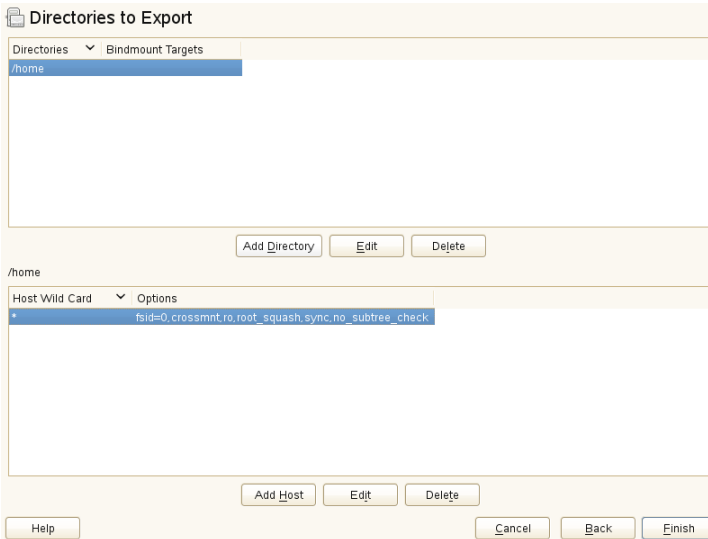 Directories to Export
Directories Bindmount Targets
/home
Add Directory Edit Delete
/home
Host Wild Card Options
* fsid=0,crossmnt,ro,root_squash,sync,no_subtree_check
Add Host Edit Delete
Help Cancel Back Finish